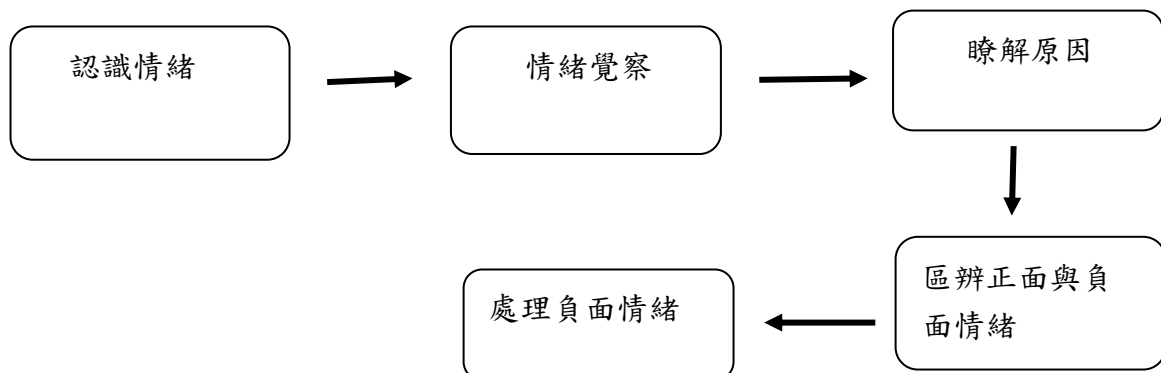 認識情緒
情緒覺察
瞭解原因
區辨正面與負
面情緒
處理負面情緒